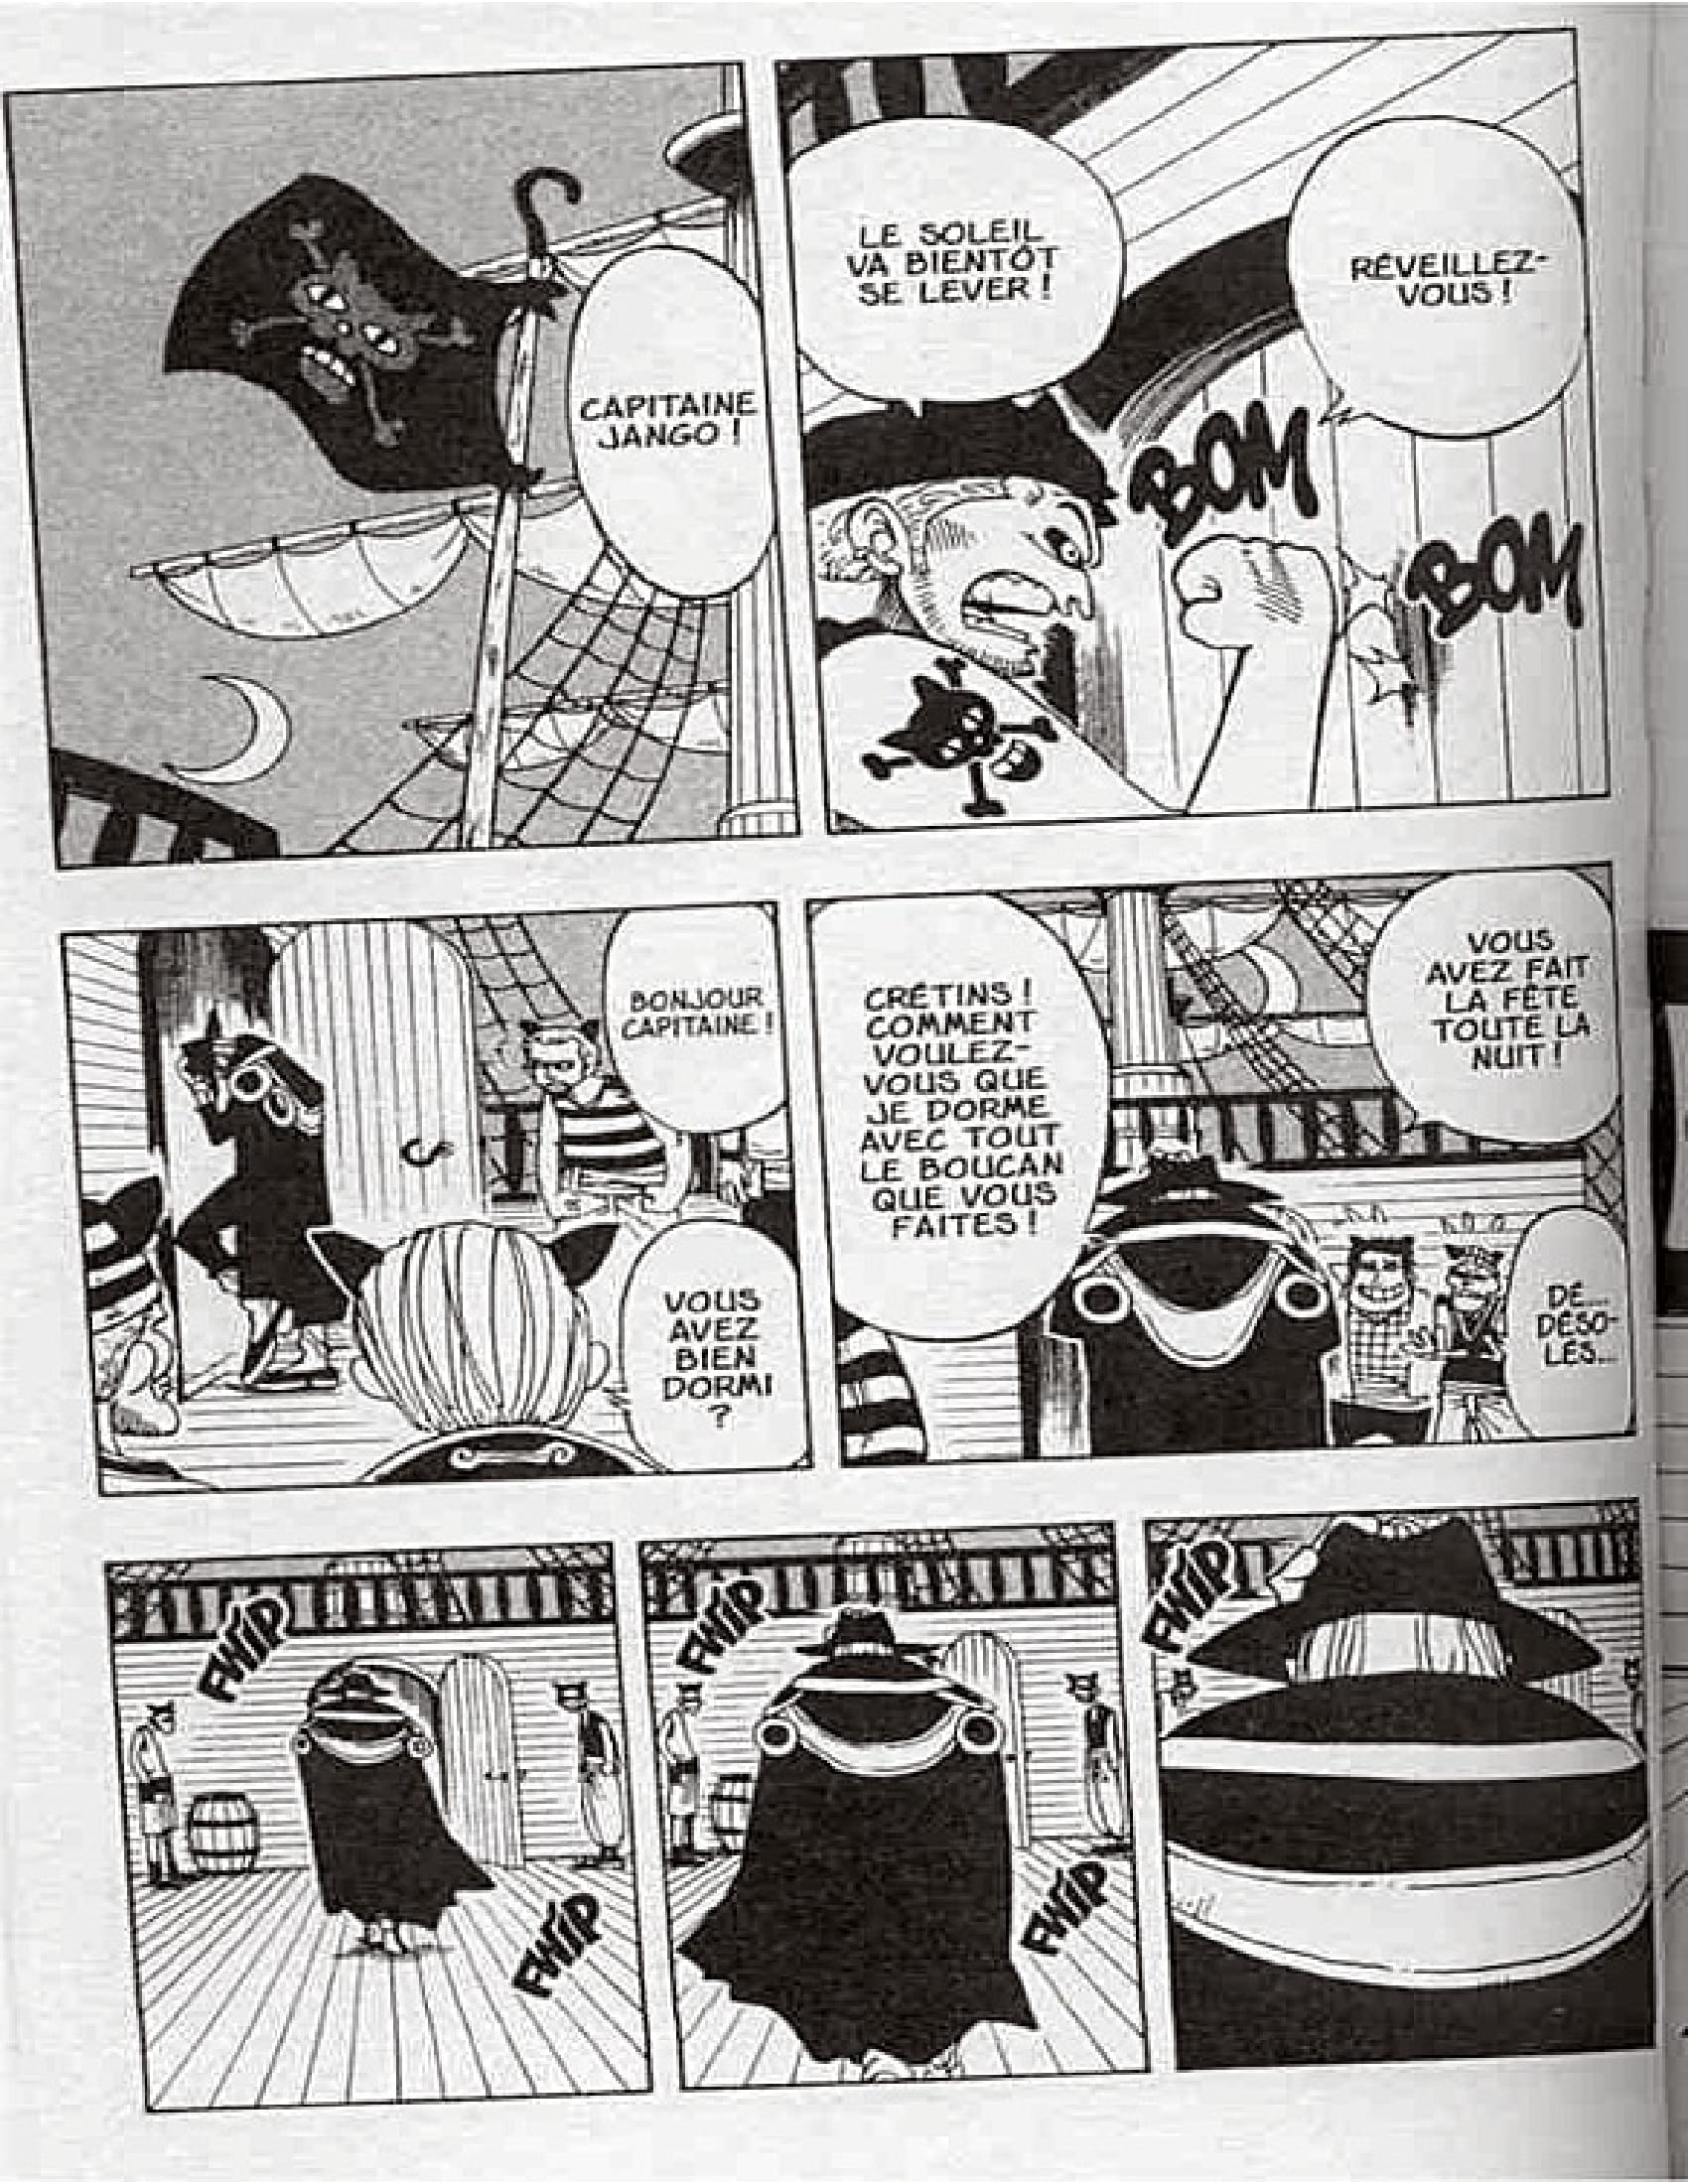 CAPITAINE
JANGO !
LE SOLEIL
VA BIENTÔT
SE LEVER !
RÉVEILLEZ-
VOUS !
BOM
BOM
BONJOUR
CAPITAINE !
VOUS
AVEZ
BIEN
DORMI
?
CRÉTINS !
COMMENT
VOULEZ-
VOUS QUE
JE DORME
AVEC TOUT
LE BOUCAN
QUE VOUS
FAITES !
VOUS
AVEZ FAIT
LA FÊTE
TOUTE LA
NUIT !
DÉ...
DÉSO-
LÉS...
FWIP
FWIP
FWIP
FWIP
FWIP